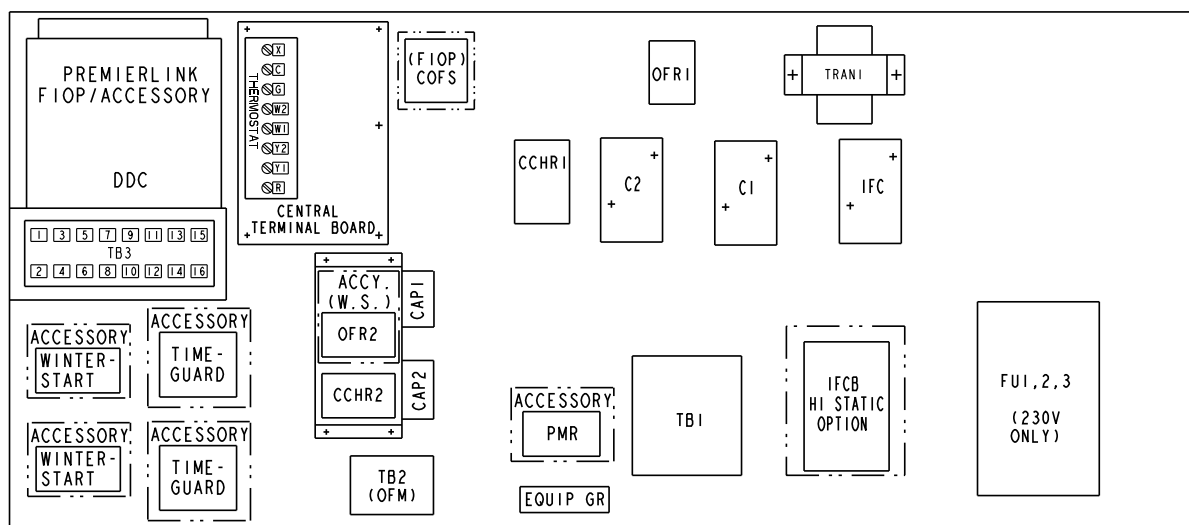 PREMIERLINK
FIOP/ACCESSORY
DDC
1 3 5 7 9 11 13 15
TB3
2 4 6 8 10 12 14 16
THERMOSTAT
X
C
G
W2
W1
Y2
Y1
R
CENTRAL
TERMINAL BOARD
(FIOP)
COFS
OFR1
TRAN1
CCHR1
C2
C1
IFC
ACCY.
(W.S.)
OFR2
CCHR2
CAP1
CAP2
ACCESSORY
WINTER-
START
ACCESSORY
TIME-
GUARD
ACCESSORY
WINTER-
START
ACCESSORY
TIME-
GUARD
TB2
(OFM)
ACCESSORY
PMR
EQUIP GR
TB1
IFCB
HI STATIC
OPTION
FU1,2,3
(230V
ONLY)